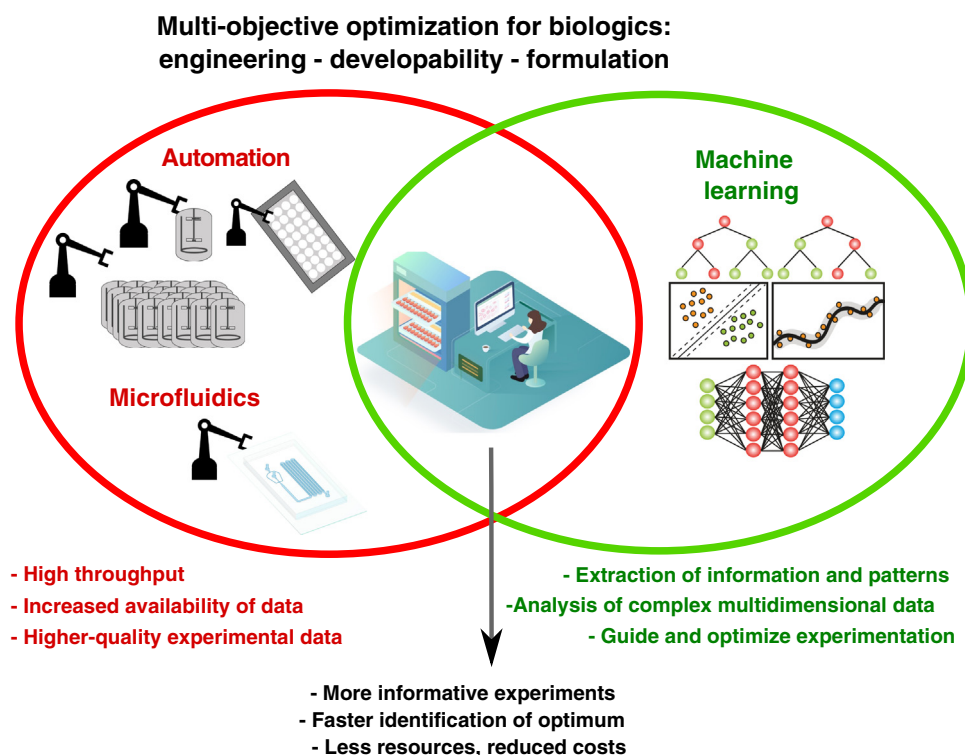 Multi-objective optimization for biologics:
engineering - developability - formulation
Automation
Machine
learning
Microfluidics
- High throughput
- Increased availability of data
- Higher-quality experimental data
- Extraction of information and patterns
-Analysis of complex multidimensional data
- Guide and optimize experimentation
- More informative experiments
- Faster identification of optimum
- Less resources, reduced costs